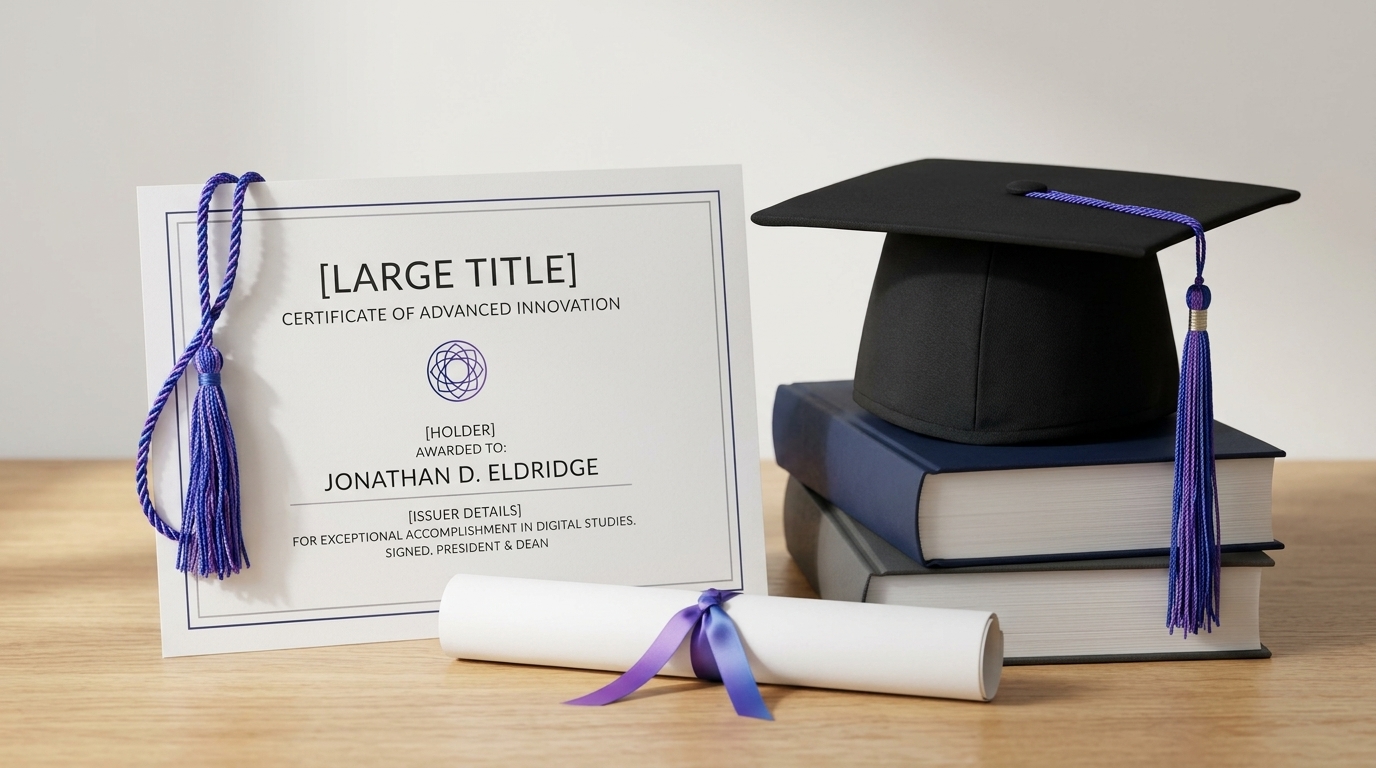 [LARGE TITLE]
CERTIFICATE OF ADVANCED INNOVATION
[HOLDER]
AWARDED TO:
JONATHAN D. ELDRIDGE
[ISSUER DETAILS]
FOR EXCEPTIONAL ACCOMPLISHMENT IN DIGITAL STUDIES.
SIGNED. PRESIDENT & DEAN